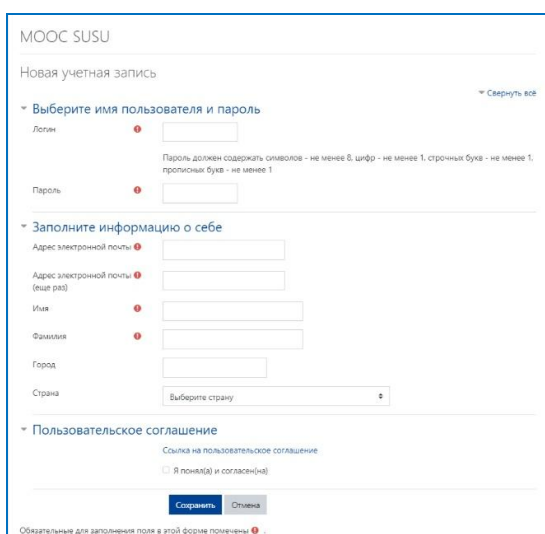 MOOC SUSU
Новая учетная запись
Свернуть всё
Выберите имя пользователя и пароль
Логин
Пароль должен содержать символов - не менее 8, цифр - не менее 1, строчных букв - не менее 1,
прописных букв - не менее 1
Пароль
Заполните информацию о себе
Адрес электронной почты
Адрес электронной почты
(еще раз)
Имя
Фамилия
Город
Страна
Выберите страну
Пользовательское соглашение
Ссылка на пользовательское соглашение
Я понял(а) и согласен(на)
Сохранить Отмена
Обязательные для заполнения поля в этой форме помечены .